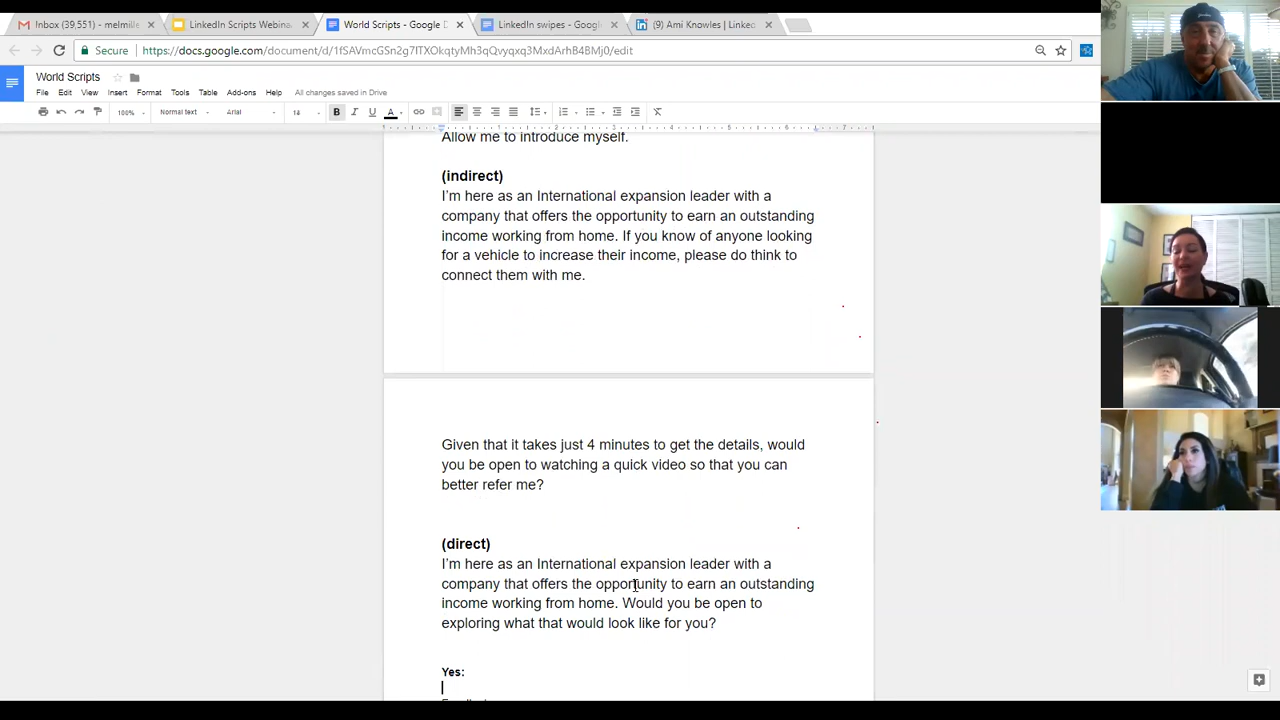 Inbox (39,551) - melmille
LinkedIn Scripts Webina
World Scripts - Google D
LinkedIn swipes - Googl
(9) Ami Knowles | Linked
Secure
File Edit View Insert Format Tools Table Add-ons Help All changes saved in Drive
World Scripts
100% Normal text Arial 14 B I U A
Allow me to introduce myself.
(indirect)
I'm here as an International expansion leader with a
company that offers the opportunity to earn an outstanding
income working from home. If you know of anyone looking
for a vehicle to increase their income, please do think to
connect them with me.
Given that it takes just 4 minutes to get the details, would
you be open to watching a quick video so that you can
better refer me?
(direct)
I'm here as an International expansion leader with a
company that offers the opportunity to earn an outstanding
income working from home. Would you be open to
exploring what that would look like for you?
Yes: